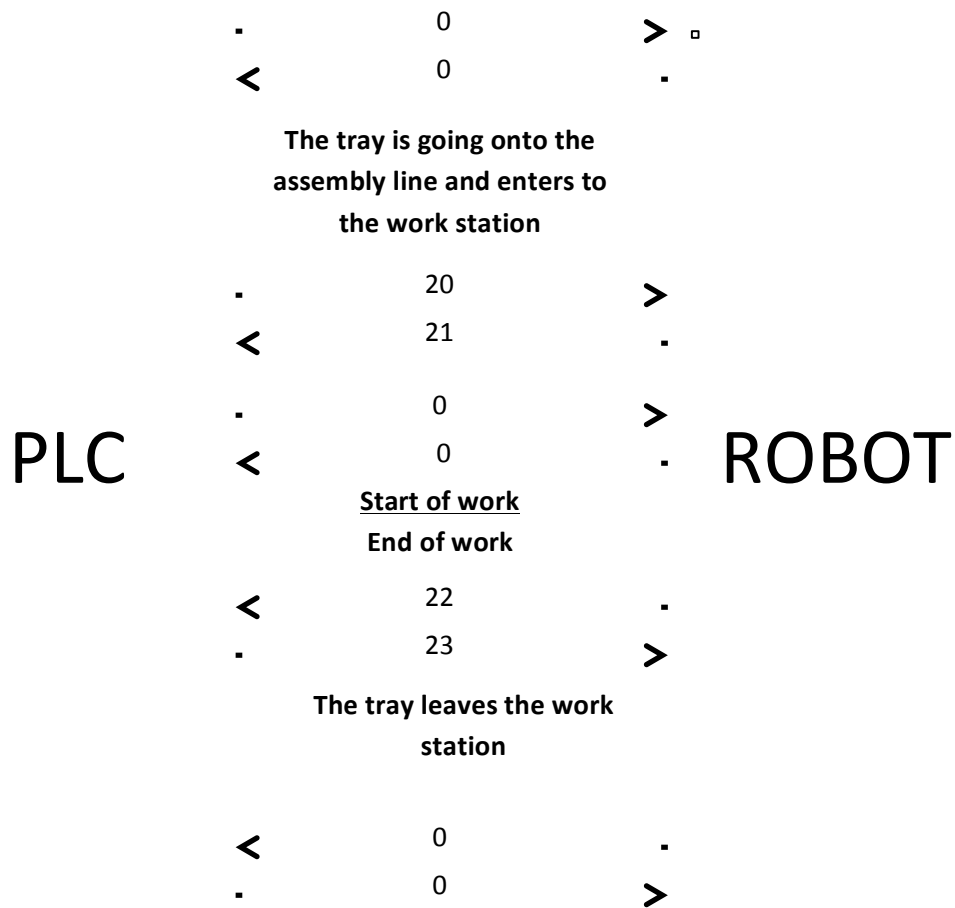 0
0
The tray is going onto the
assembly line and enters to
the work station
20
21
0
PLC
0
ROBOT
Start of work
End of work
22
23
The tray leaves the work
station
0
0